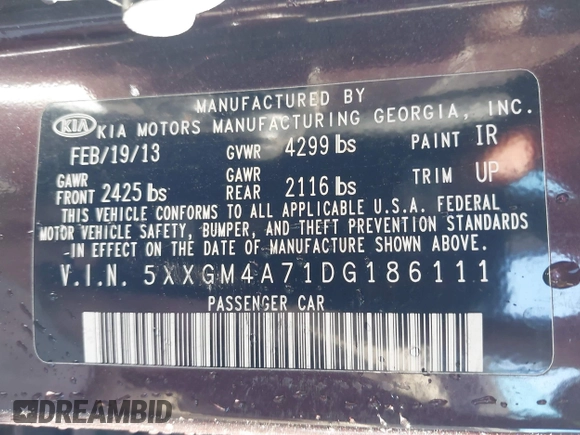 MANUFACTURED BY
KIA KIA MOTORS MANUFACTURING GEORGIA, INC.
FEB/19/13 GVWR 4299 lbs PAINT IR
GAWR FRONT 2425 lbs GAWR REAR 2116 lbs TRIM UP
THIS VEHICLE CONFORMS TO ALL APPLICABLE U.S.A. FEDERAL
MOTOR VEHICLE SAFETY, BUMPER, AND THEFT PREVENTION STANDARDS
IN EFFECT ON THE DATE OF MANUFACTURE SHOWN ABOVE.
V.I.N. 5XXGM4A71DG186111
PASSENGER CAR
DREAMBID